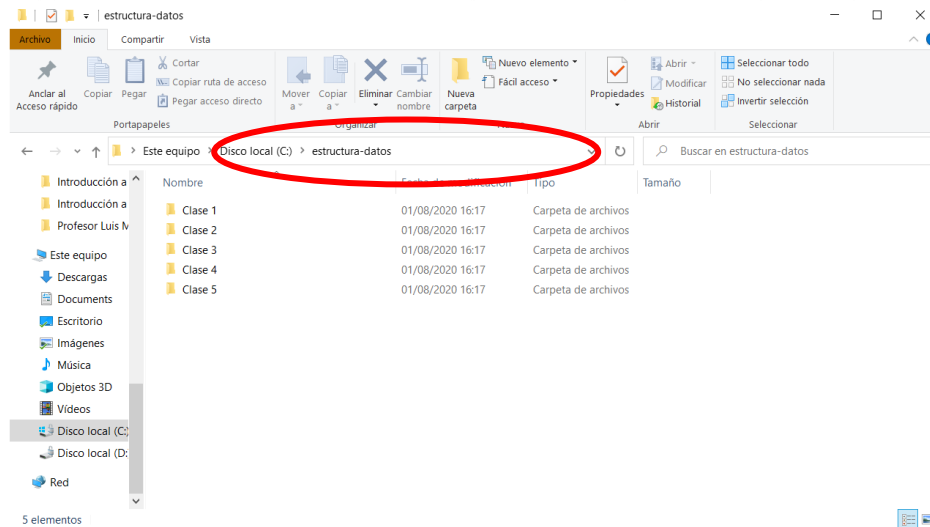 estructura-datos
Archivo Inicio Compartir Vista
Anclar al Acceso rápido
Copiar
Pegar
Cortar
Copiar ruta de acceso
Pegar acceso directo
Portapapeles
Mover a
Copiar a
Eliminar
Cambiar nombre
Organizar
Nueva carpeta
Nuevo elemento
Fácil acceso
Propiedades
Abrir
Modificar
Historial
Abrir
Seleccionar todo
No seleccionar nada
Invertir selección
Seleccionar
Este equipo > Disco local (C:) > estructura-datos
Buscar en estructura-datos
Introducción a
Introducción a
Profesor Luis M
Este equipo
Descargas
Documents
Escritorio
Imágenes
Música
Objetos 3D
Vídeos
Disco local (C:)
Disco local (D:
Red
Nombre Fecha de modificación Tipo Tamaño
Clase 1 01/08/2020 16:17 Carpeta de archivos
Clase 2 01/08/2020 16:17 Carpeta de archivos
Clase 3 01/08/2020 16:17 Carpeta de archivos
Clase 4 01/08/2020 16:17 Carpeta de archivos
Clase 5 01/08/2020 16:17 Carpeta de archivos
5 elementos